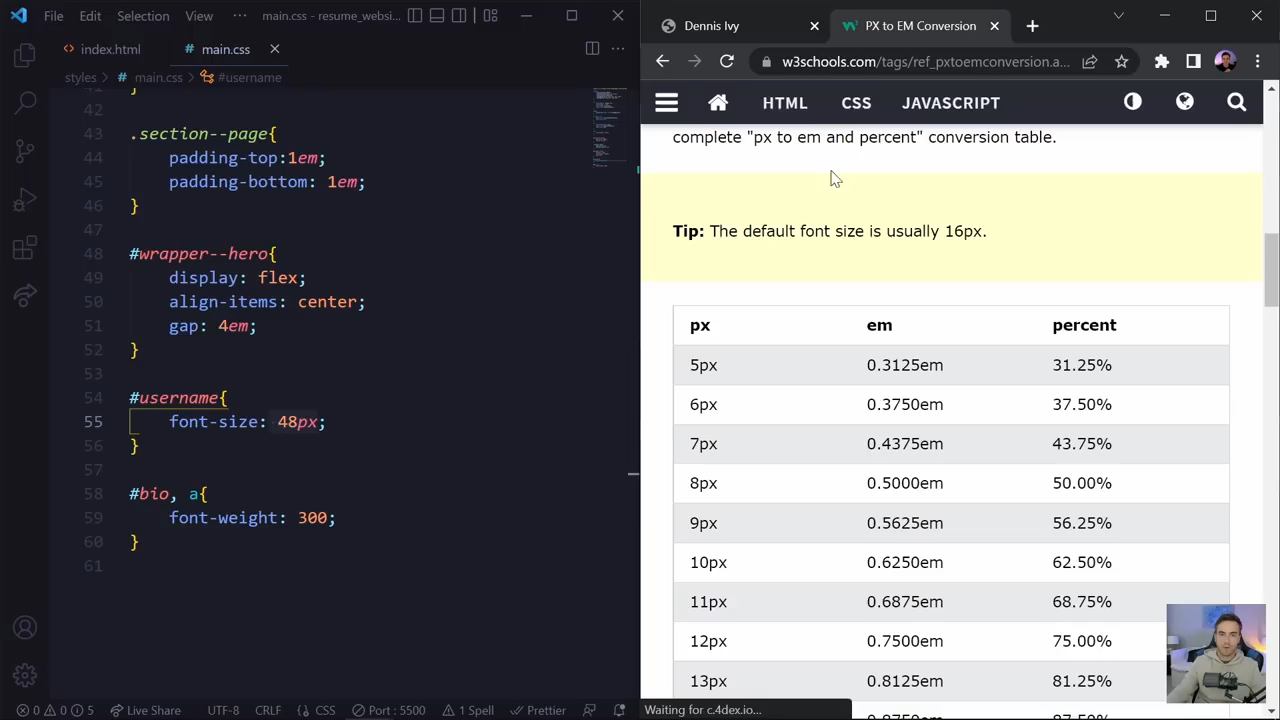 File Edit Selection View ··· main.css - resume_websi...
index.html
# main.css
styles > # main.css > #username
42
43 .section--page{
44 padding-top:1em;
45 padding-bottom: 1em;
46 }
47
48 #wrapper--hero{
49 display: flex;
50 align-items: center;
51 gap: 4em;
52 }
53
54 #username{
55 font-size: 48px;
56 }
57
58 #bio, a{
59 font-weight: 300;
60 }
61
0 0 5 Live Share UTF-8 CRLF {} CSS Port : 5500 1 Spell Prettier
Dennis Ivy
PX to EM Conversion
w3schools.com/tags/ref_pxtoemconversion.a...
HTML CSS JAVASCRIPT
complete "px to em and percent" conversion table.
Tip: The default font size is usually 16px.
px em percent
5px 0.3125em 31.25%
6px 0.3750em 37.50%
7px 0.4375em 43.75%
8px 0.5000em 50.00%
9px 0.5625em 56.25%
10px 0.6250em 62.50%
11px 0.6875em 68.75%
12px 0.7500em 75.00%
13px 0.8125em 81.25%
0.8750em 87.50%
Waiting for c.4dex.io...